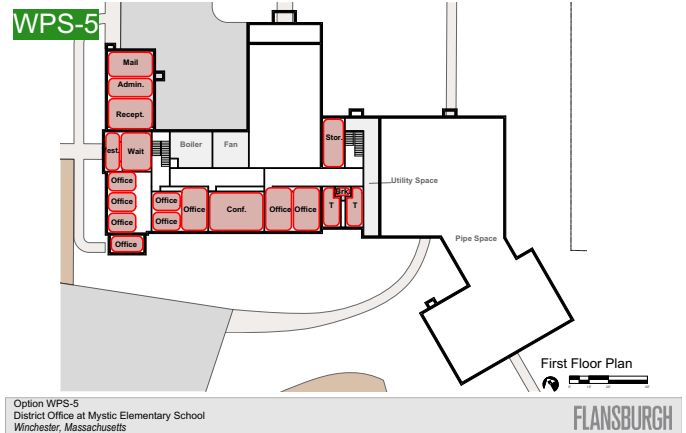 WPS-5
Mail
Admin.
Recept.
Vest.
Wait
Boiler
Fan
Stor.
Office
Office
Office
Office
Office
Office
Office
Conf.
Office
Office
T
T
Utility Space
Pipe Space
First Floor Plan
Option WPS-5
District Office at Mystic Elementary School
Winchester, Massachusetts
FLANSBURGH